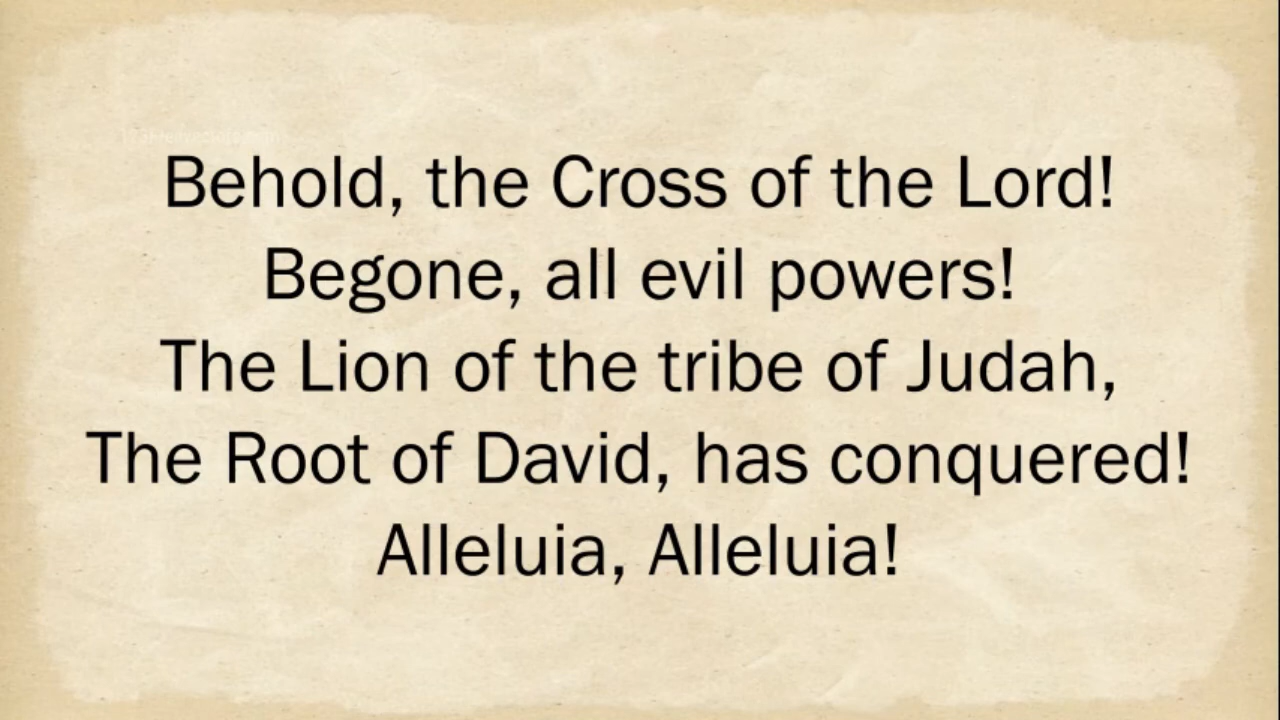 Behold, the Cross of the Lord!
Begone, all evil powers!
The Lion of the tribe of Judah,
The Root of David, has conquered!
Alleluia, Alleluia!